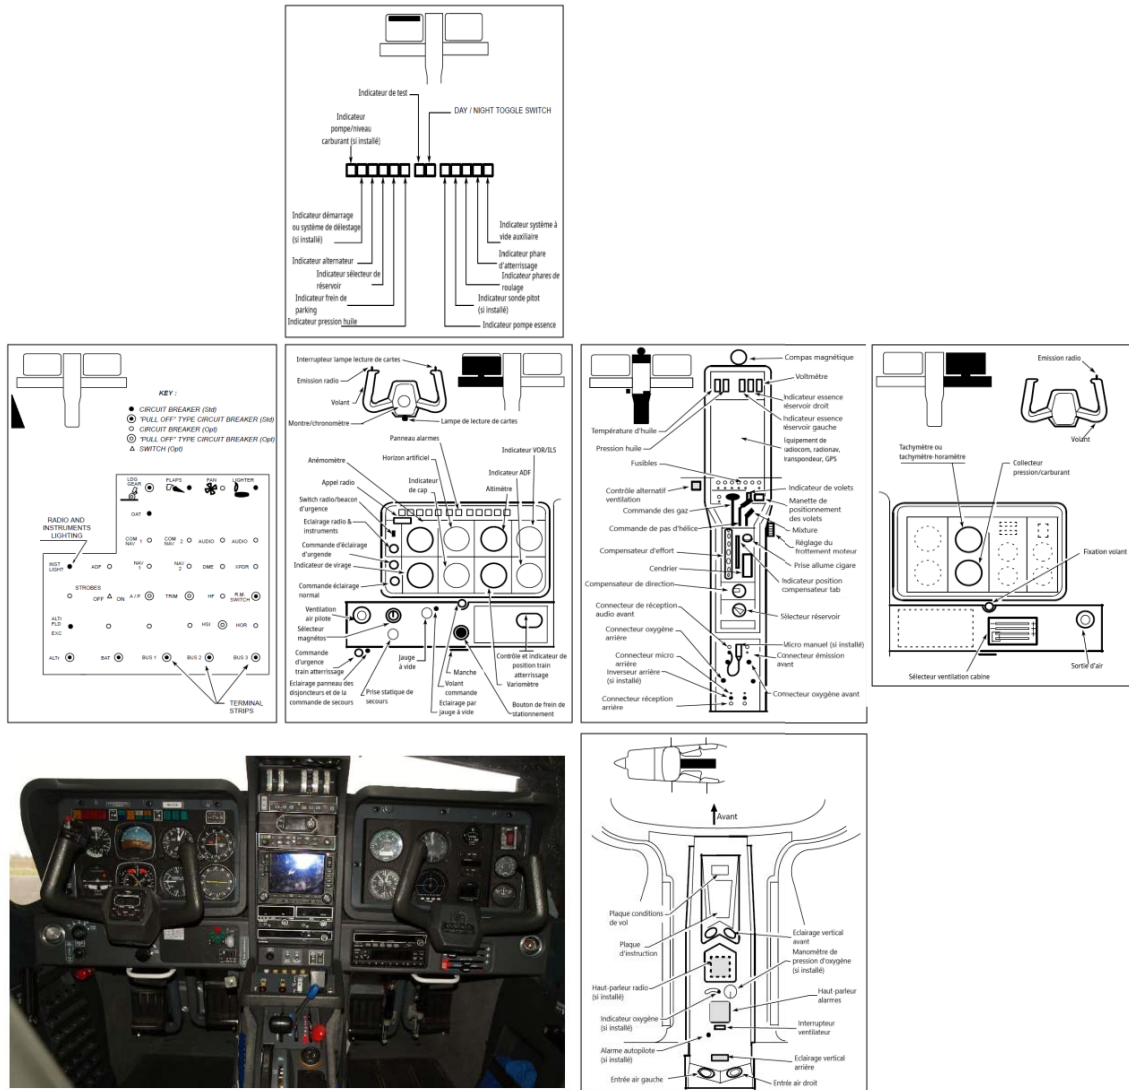 Indicateur de test
DAY / NIGHT TOGGLE SWITCH
Indicateur
pompe/niveau
carburant (si installé)
Indicateur démarrage
ou système de délestage
(si installé)
Indicateur alternateur
Indicateur sélecteur de
réservoir
Indicateur frein de
parking
Indicateur pression huile
Indicateur système à
vide auxiliaire
Indicateur phare
d'atterrissage
Indicateur phares de
roulage
Indicateur sonde pitot
(si installé)
Indicateur pompe essence
KEY :
CIRCUIT BREAKER (Std)
"PULL OFF" TYPE CIRCUIT BREAKER (Std)
CIRCUIT BREAKER (Opt)
"PULL OFF" TYPE CIRCUIT BREAKER (Opt)
SWITCH (Opt)
LDG
GEAR
FLAPS
FAN
LIGHTER
OAT
RADIO AND
INSTRUMENTS
LIGHTING
COM
NAV 1
COM
NAV 2
AUDIO
AUDIO
INST
LIGHT
ADF
NAV
1
NAV
2
DME
XPDR
STROBES
OFF
ON
A / P
TRIM
HF
R.M.
SWITCH
ALTr
FLD
EXC
HSI
HOR
ALTr
BAT
BUS 1
BUS 2
BUS 3
TERMINAL
STRIPS
Interrupteur lampe lecture de cartes
Emission radio
Volant
Montre/chronomètre
Lampe de lecture de cartes
Panneau alarmes
Horizon artificiel
Indicateur VOR/ILS
Anémomètre
Indicateur ADF
Appel radio
Indicateur
de cap
Altimètre
Switch radio/beacon
d'urgence
Eclairage radio &
instruments
Commande d'éclairage
d'urgende
Indicateur de virage
Commande éclairage
normal
Ventilation
air pilote
Sélecteur
magnétos
Commande
d'urgence
train atterrissage
Jauge
à vide
Contrôle et indicateur de
position train
atterrissage
Manche
Variomètre
Eclairage panneau des
disjoncteurs et de la
commande de secours
Prise statique de
secours
Volant
commande
Eclairage par
jauge à vide
Bouton de frein de
stationnement
Compas magnétique
Voltmètre
Indicateur essence
réservoir droit
Indicateur essence
réservoir gauche
Température d'huile
Pression huile
Equipement de
radiocom, radionav,
transpondeur, GPS
Fusibles
Contrôle alternatif
ventilation
Indicateur de volets
Commande des gaz
Manette de
positionnement
des volets
Commande de pas d'hélice
Mixture
Réglage du
frottement moteur
Compensateur d'effort
Prise allume cigare
Cendrier
Indicateur position
compensateur tab
Compensateur de direction
Connecteur de réception
audio avant
Sélecteur réservoir
Connecteur oxygène
arrière
Micro manuel (si installé)
Connecteur émission
avant
Connecteur micro
arrière
Inverseur arrière
(si installé)
Connecteur oxygène avant
Connecteur réception
arrière
Emission radio
Volant
Tachymètre ou
tachymètre-horamètre
Collecteur
pression/carburant
Fixation volant
Sortie d'air
Sélecteur ventilation cabine
Avant
Plaque conditions
de vol
Plaque
d'instruction
Eclairage vertical
avant
Manomètre de
pression d'oxygène
(si installé)
Haut-parleur radio
(si installé)
Haut-parleur
alarmes
Indicateur oxygène
(si installé)
Interrupteur
ventilateur
Alarme autopilote
(si installé)
Eclairage vertical
arrière
Entrée air gauche
Entrée air droit